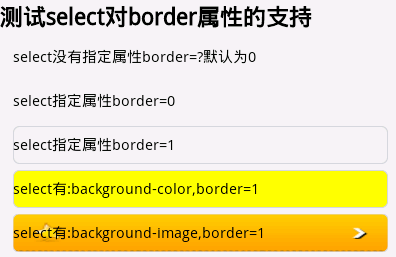 测试select对border属性的支持
select没有指定属性border=?默认为0
select指定属性border=0
select指定属性border=1
select有:background-color,border=1
select有:background-image,border=1